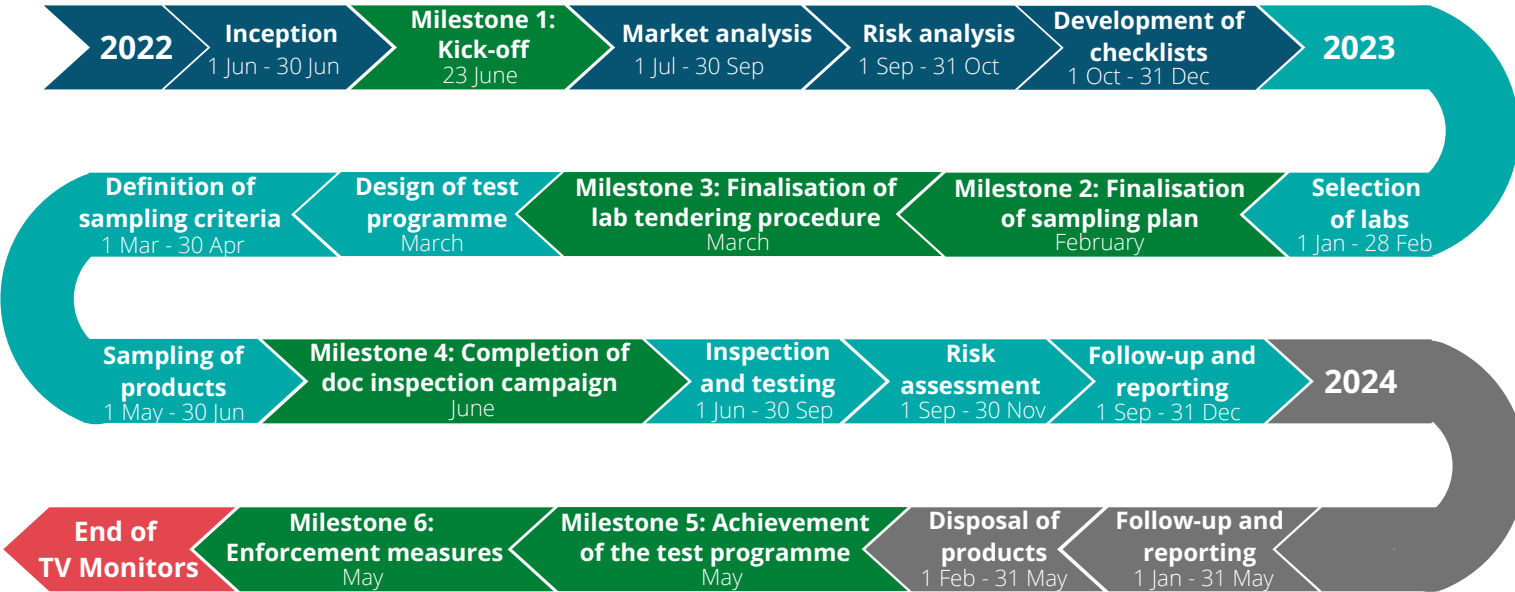 2022
Inception
1 Jun - 30 Jun
Milestone 1:
Kick-off
23 June
Market analysis
1 Jul - 30 Sep
Risk analysis
1 Sep - 31 Oct
Development of
checklists
1 Oct - 31 Dec
2023
Selection
of labs
1 Jan - 28 Feb
Milestone 2: Finalisation
of sampling plan
February
Milestone 3: Finalisation of
lab tendering procedure
March
Design of test
programme
March
Definition of
sampling criteria
1 Mar - 30 Apr
Sampling of
products
1 May - 30 Jun
Milestone 4: Completion of
doc inspection campaign
June
Inspection
and testing
1 Jun - 30 Sep
Risk
assessment
1 Sep - 30 Nov
Follow-up and
reporting
1 Sep - 31 Dec
2024
Follow-up and
reporting
1 Jan - 31 May
Disposal of
products
1 Feb - 31 May
Milestone 5: Achievement
of the test programme
May
Milestone 6:
Enforcement measures
May
End of
TV Monitors